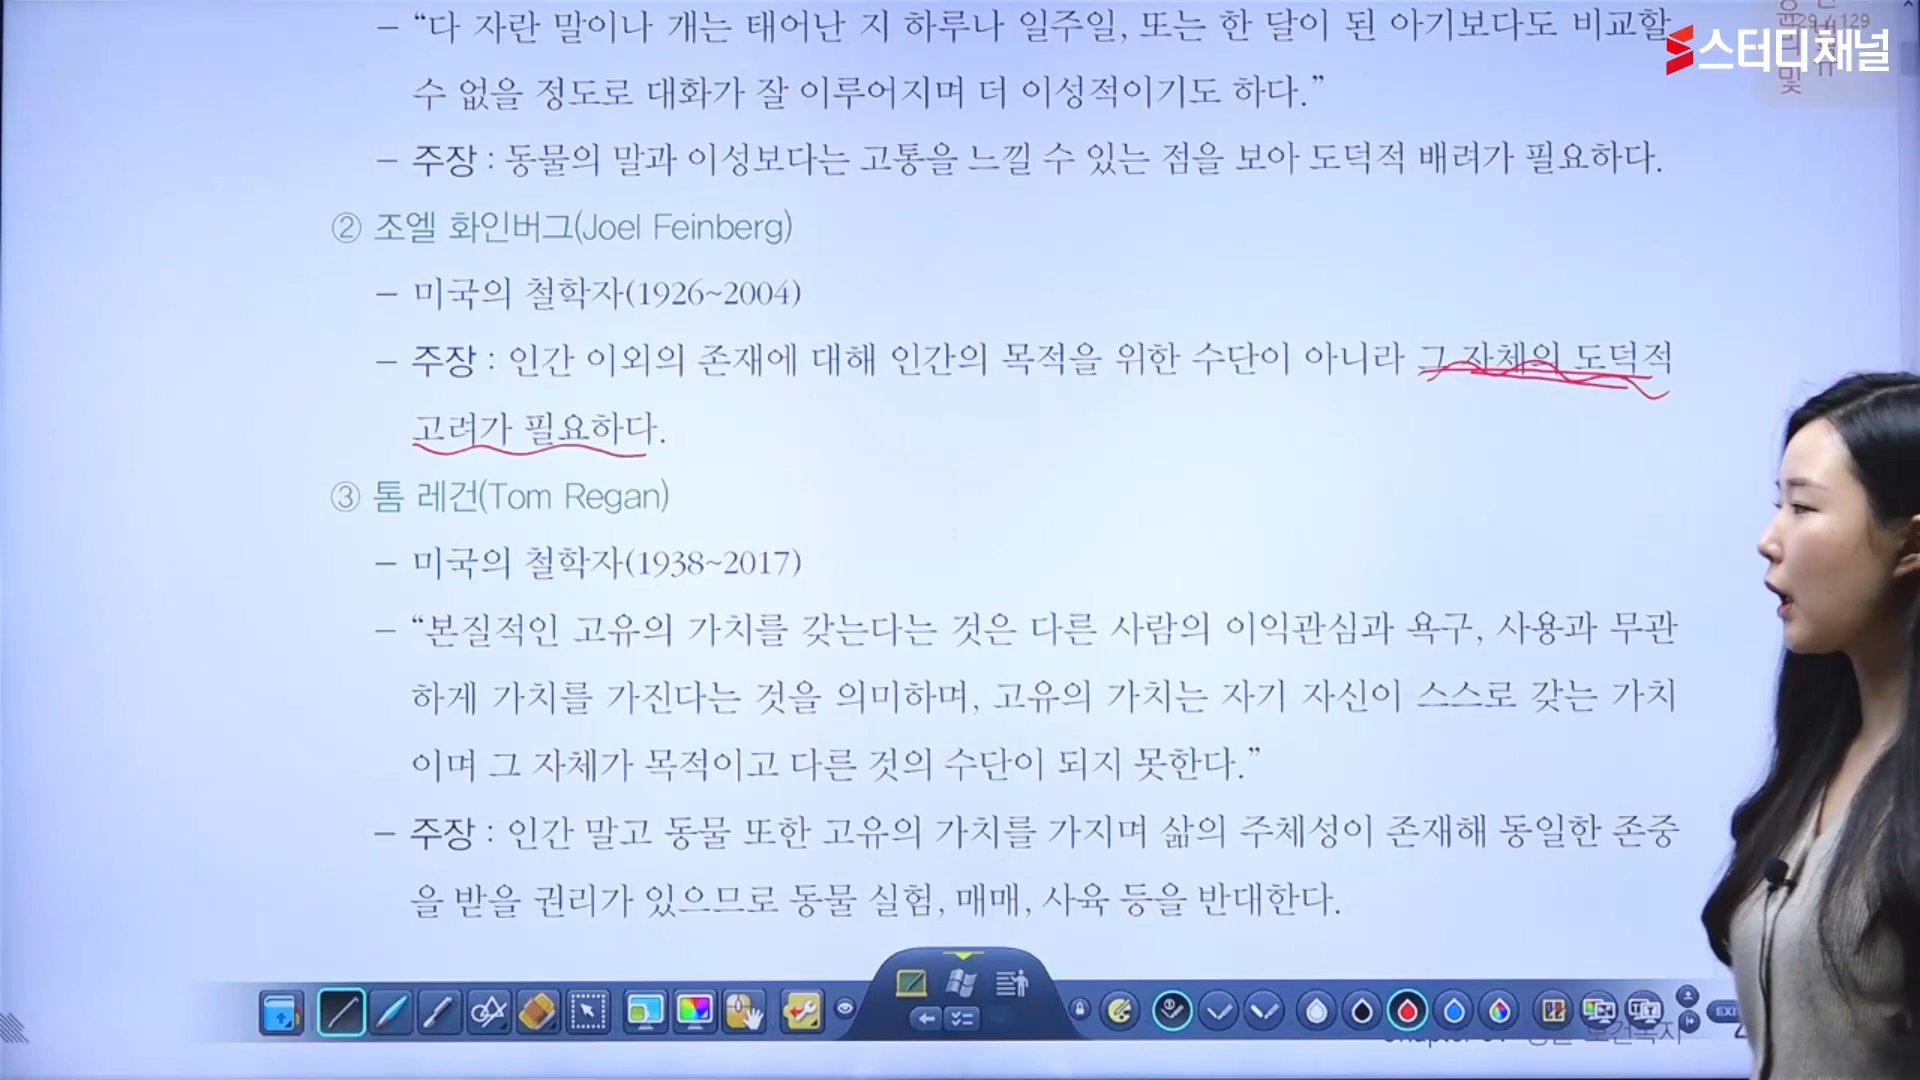 – “다 자란 말이나 개는 태어난 지 하루나 일주일, 또는 한 달이 된 아기보다도 비교할
수 없을 정도로 대화가 잘 이루어지며 더 이성적이기도 하다.”
– 주장 : 동물의 말과 이성보다는 고통을 느낄 수 있는 점을 보아 도덕적 배려가 필요하다.
② 조엘 화인버그(Joel Feinberg)
– 미국의 철학자(1926~2004)
– 주장 : 인간 이외의 존재에 대해 인간의 목적을 위한 수단이 아니라 그 자체의 도덕적
고려가 필요하다.
③ 톰 레건(Tom Regan)
– 미국의 철학자(1938~2017)
– “본질적인 고유의 가치를 갖는다는 것은 다른 사람의 이익관심과 욕구, 사용과 무관
하게 가치를 가진다는 것을 의미하며, 고유의 가치는 자기 자신이 스스로 갖는 가치
이며 그 자체가 목적이고 다른 것의 수단이 되지 못한다.”
– 주장 : 인간 말고 동물 또한 고유의 가치를 가지며 삶의 주체성이 존재해 동일한 존중
을 받을 권리가 있으므로 동물 실험, 매매, 사육 등을 반대한다.
스터디채널